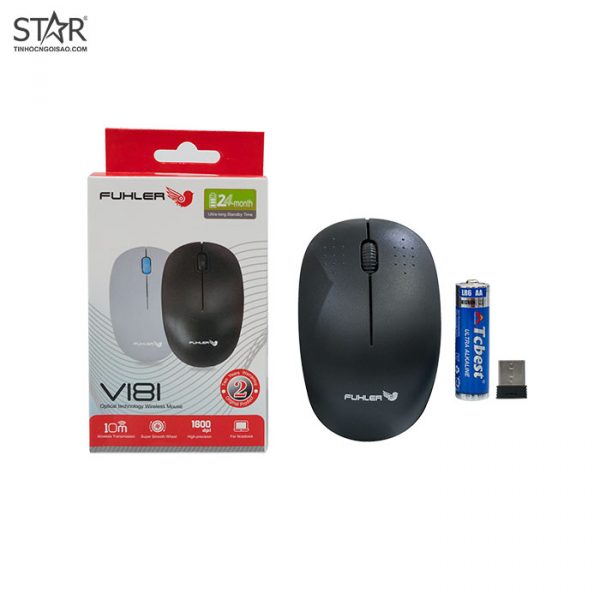 STAR
TINHOCNGOISAO.COM
FUHLER
24-month
Ultra-long Standby Time
FUHLER
V181
Optical technology Wireless Mouse
2
10m
1600 dpi
Wireless Transmission
Super Smooth Wheel
High-precision
For Notebook
FUHLER
LR6 AA
Tcbest
ULTRA ALKALINE